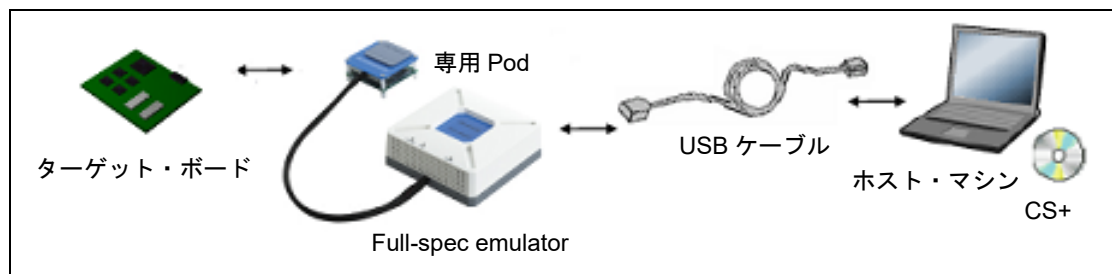 専用 Pod
ターゲット・ボード
Full-spec emulator
USB ケーブル
ホスト・マシン
CS+